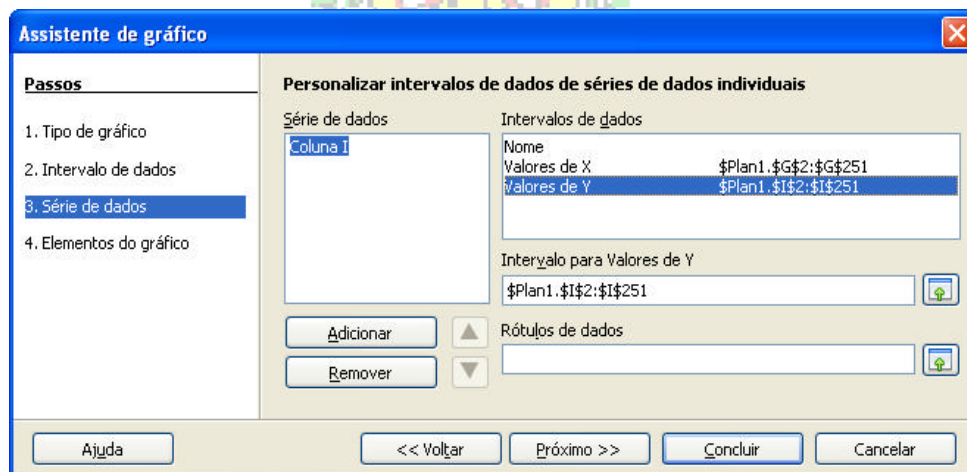 Assistente de gráfico
Passos
1. Tipo de gráfico
2. Intervalo de dados
3. Série de dados
4. Elementos do gráfico
Personalizar intervalos de dados de séries de dados individuais
Série de dados
Coluna I
Intervalos de dados
Nome
Valores de X $Plan1.$G$2:$G$251
Valores de Y $Plan1.$I$2:$I$251
Intervalo para Valores de Y
$Plan1.$I$2:$I$251
Rótulos de dados
Adicionar
Remover
Ajuda
<< Voltar
Próximo >>
Concluir
Cancelar